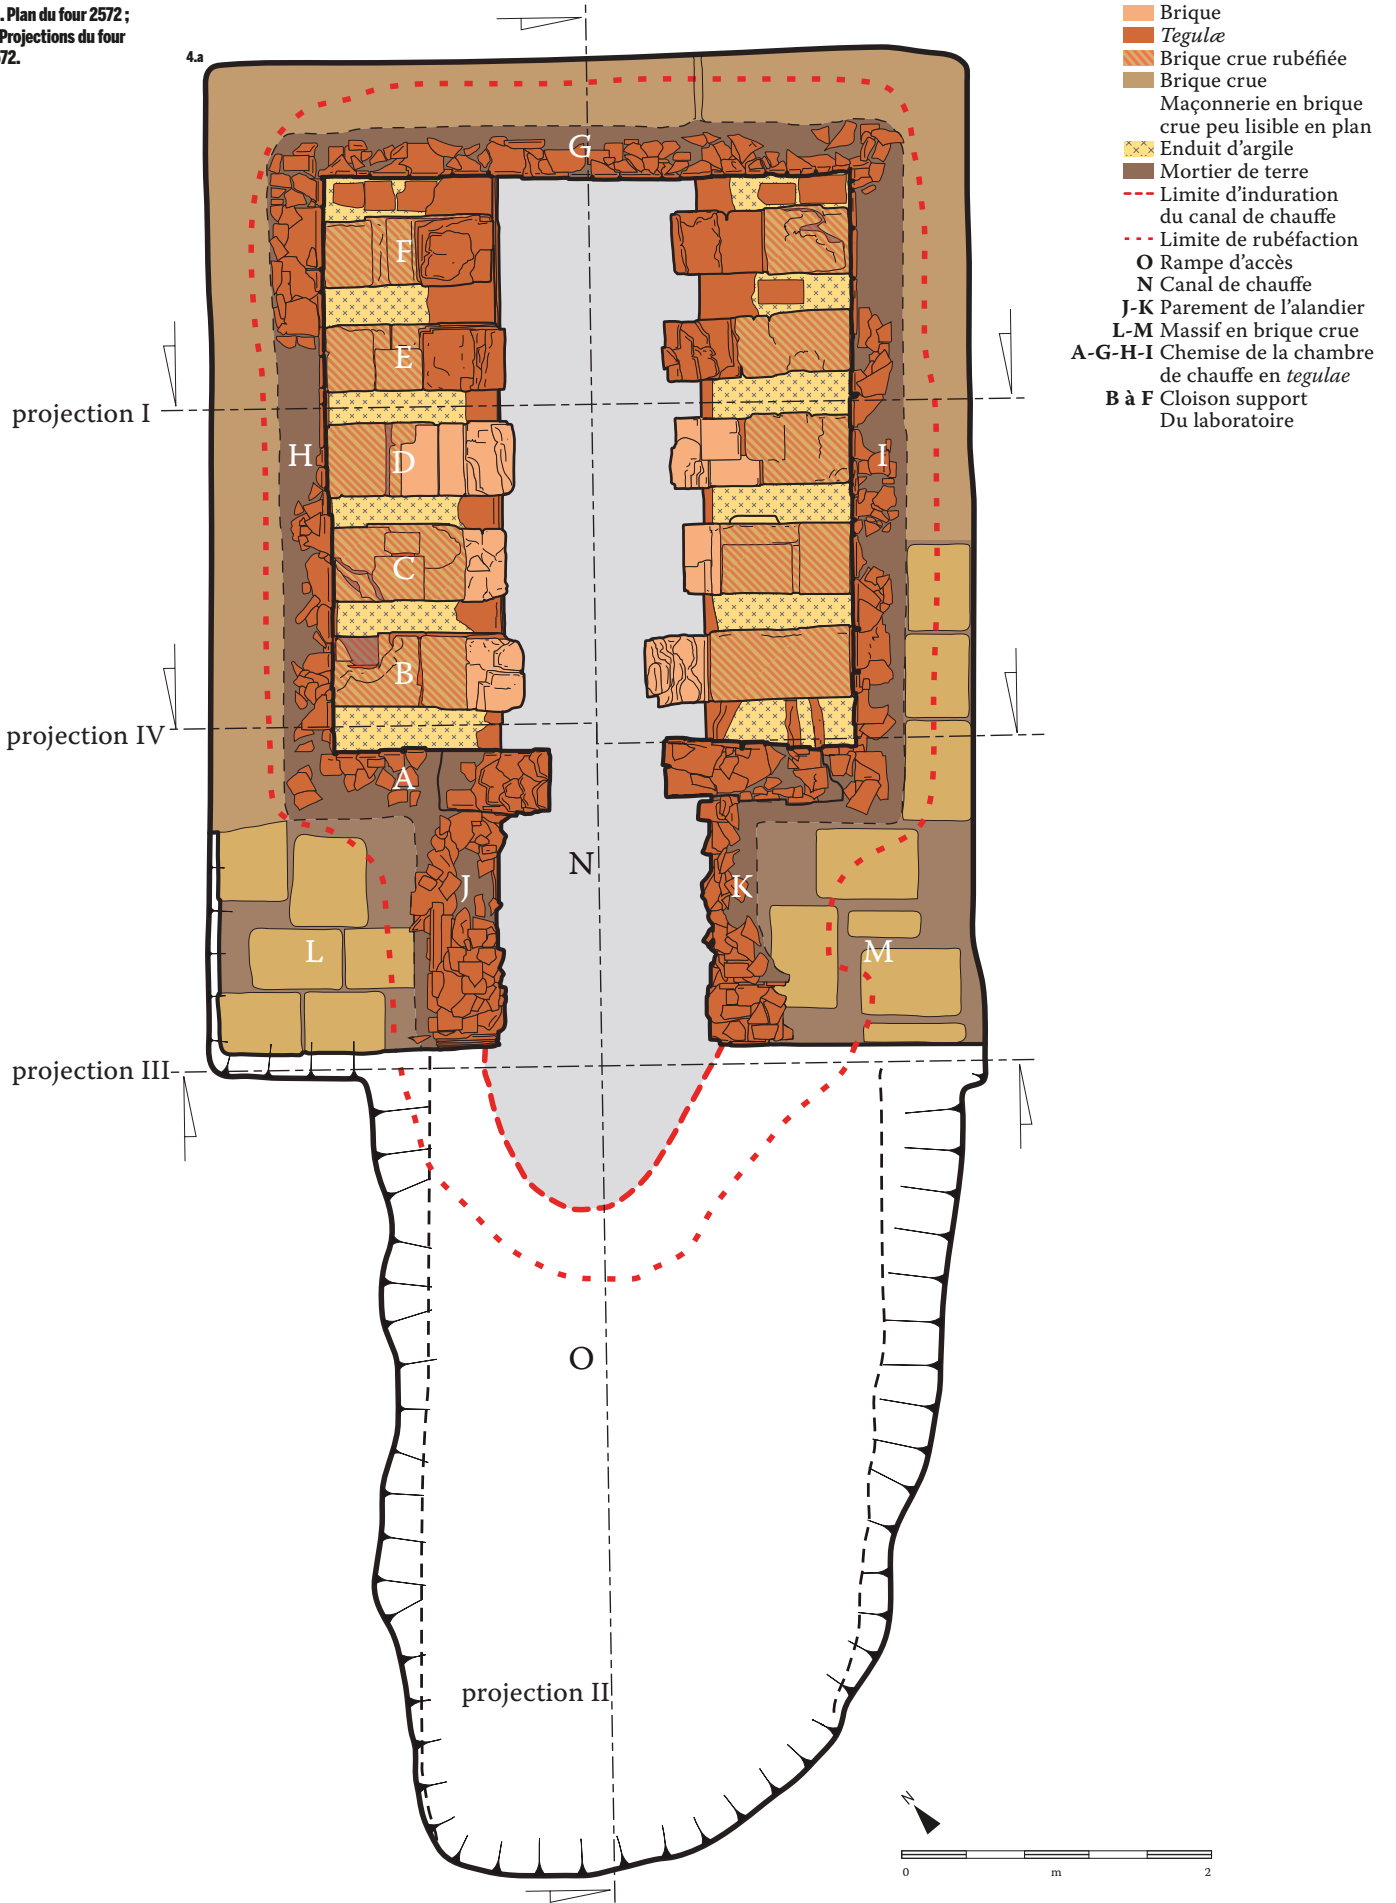 . Plan du four 2572 ;
Projections du four
72.
4.a
Brique
Tegulæ
Brique crue rubéfiée
Brique crue
Maçonnerie en brique
crue peu lisible en plan
Enduit d'argile
Mortier de terre
Limite d'induration
du canal de chauffe
Limite de rubéfaction
O Rampe d'accès
N Canal de chauffe
J-K Parement de l'alandier
L-M Massif en brique crue
A-G-H-I Chemise de la chambre
de chauffe en tegulae
B à F Cloison support
Du laboratoire
G
F
E
projection I
H
D
I
C
B
projection IV
A
N
J
K
L
M
projection III
O
projection II
N
0 m 2